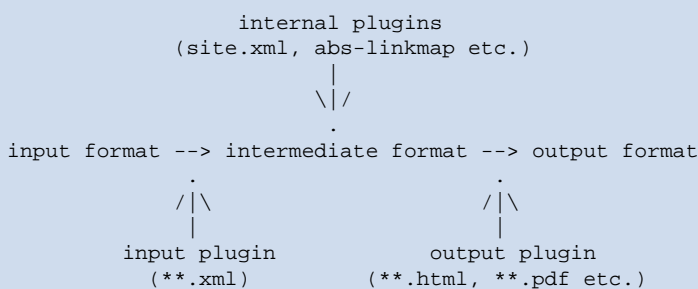 internal plugins
(site.xml, abs-linkmap etc.)
|
\|/
.
input format --> intermediate format --> output format
. .
/|\ /|\
| |
input plugin output plugin
(**.xml) (**.html, **.pdf etc.)